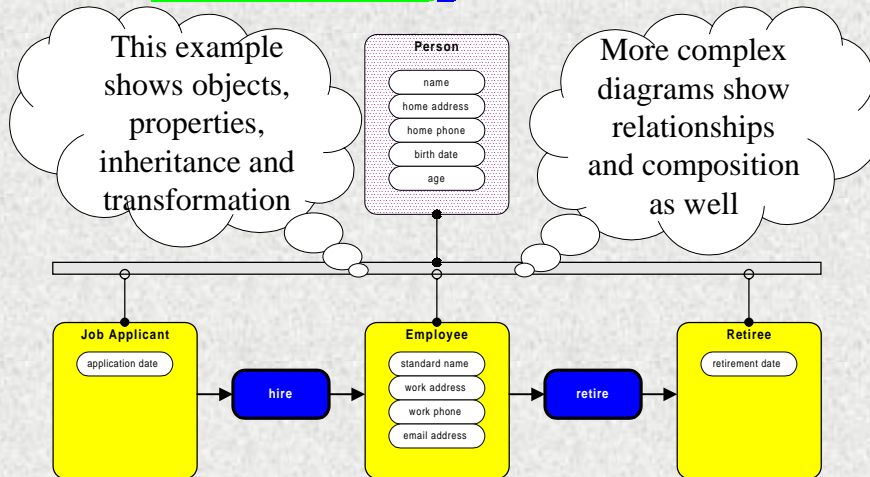 This example
shows objects,
properties,
inheritance and
transformation
Person
name
home address
home phone
birth date
age
More complex
diagrams show
relationships
and composition
as well
Job Applicant
application date
hire
Employee
standard name
work address
work phone
email address
retire
Retiree
retirement date